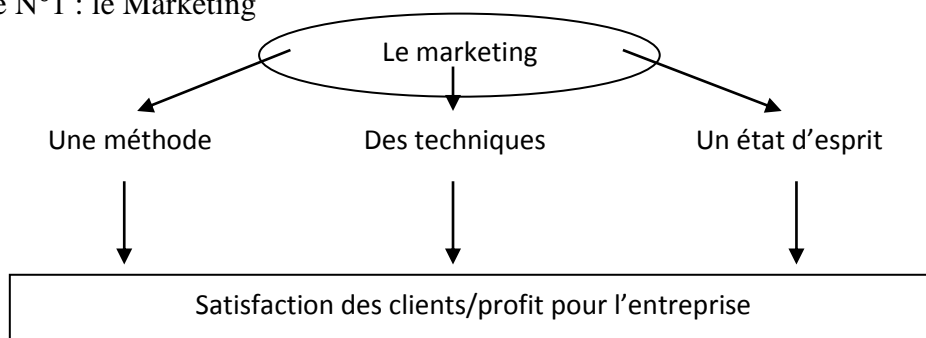 e N°1 : le Marketing
Le marketing
Une méthode Des techniques Un état d’esprit
Satisfaction des clients/profit pour l’entreprise